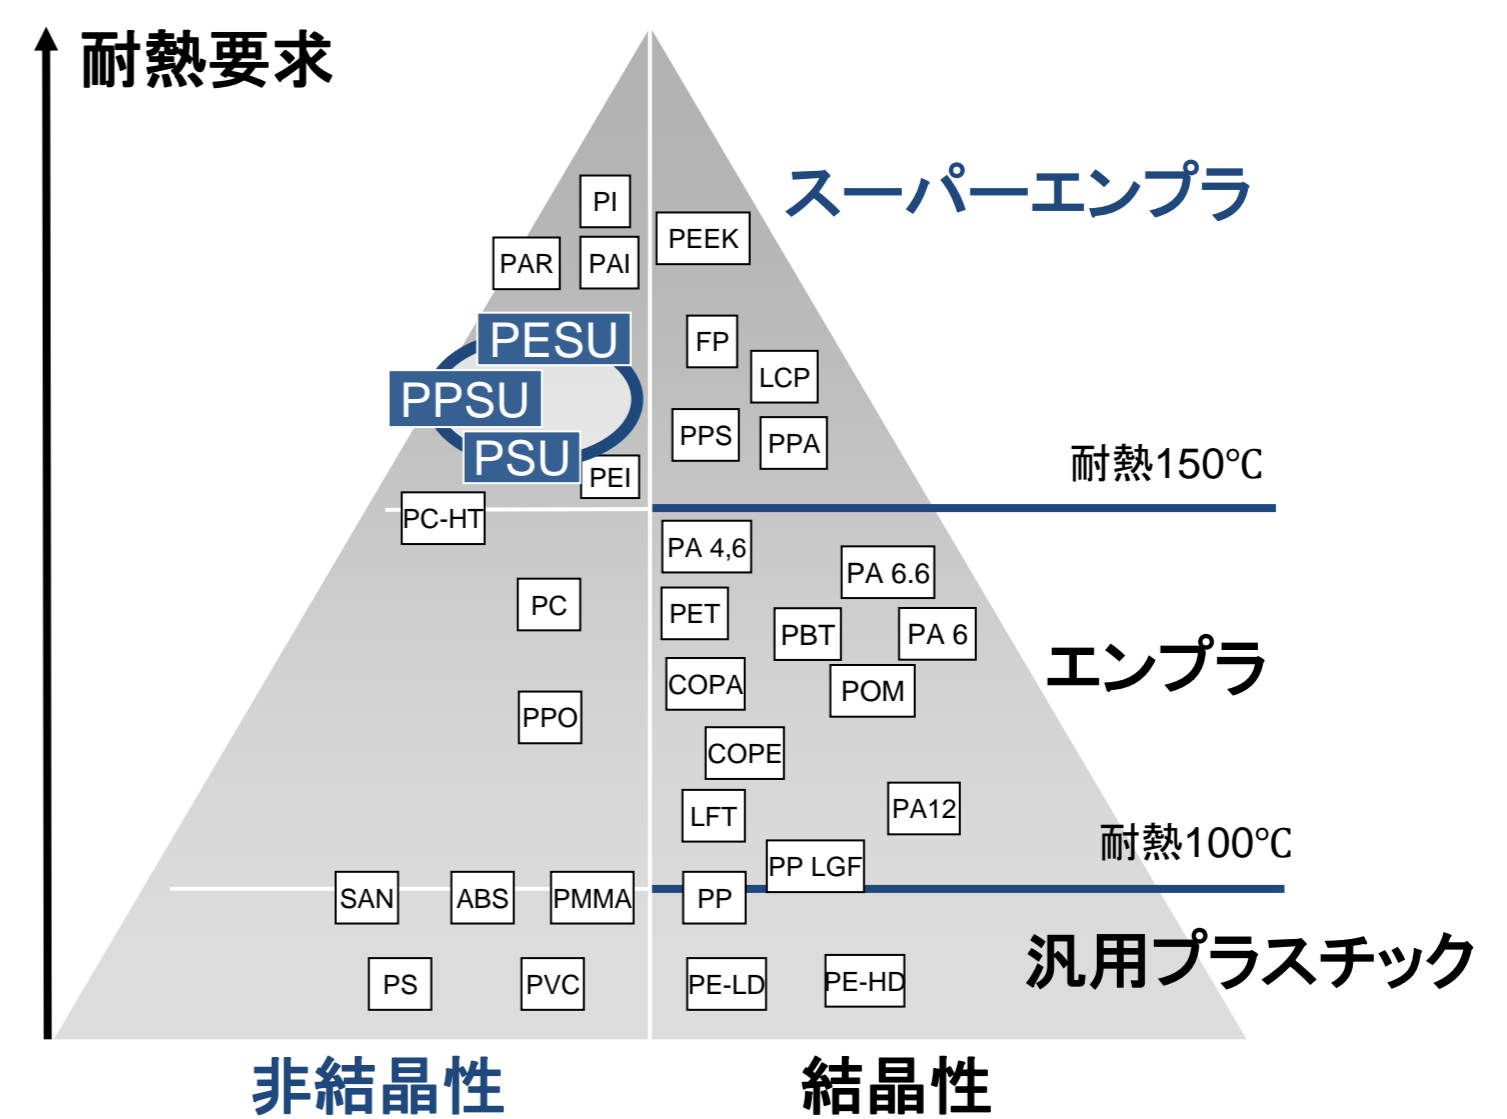 耐熱要求
スーパーエンプラ
PI
PEEK
PAR
PAI
PESU
FP
LCP
PPSU
PPS
PPA
PSU
PEI
耐熱150℃
PC-HT
PA 4,6
PA 6.6
PC
PET
PBT
PA 6
エンプラ
COPA
POM
PPO
COPE
LFT
PA12
耐熱100℃
PP LGF
SAN
ABS
PMMA
PP
汎用プラスチック
PS
PVC
PE-LD
PE-HD
非結晶性
結晶性